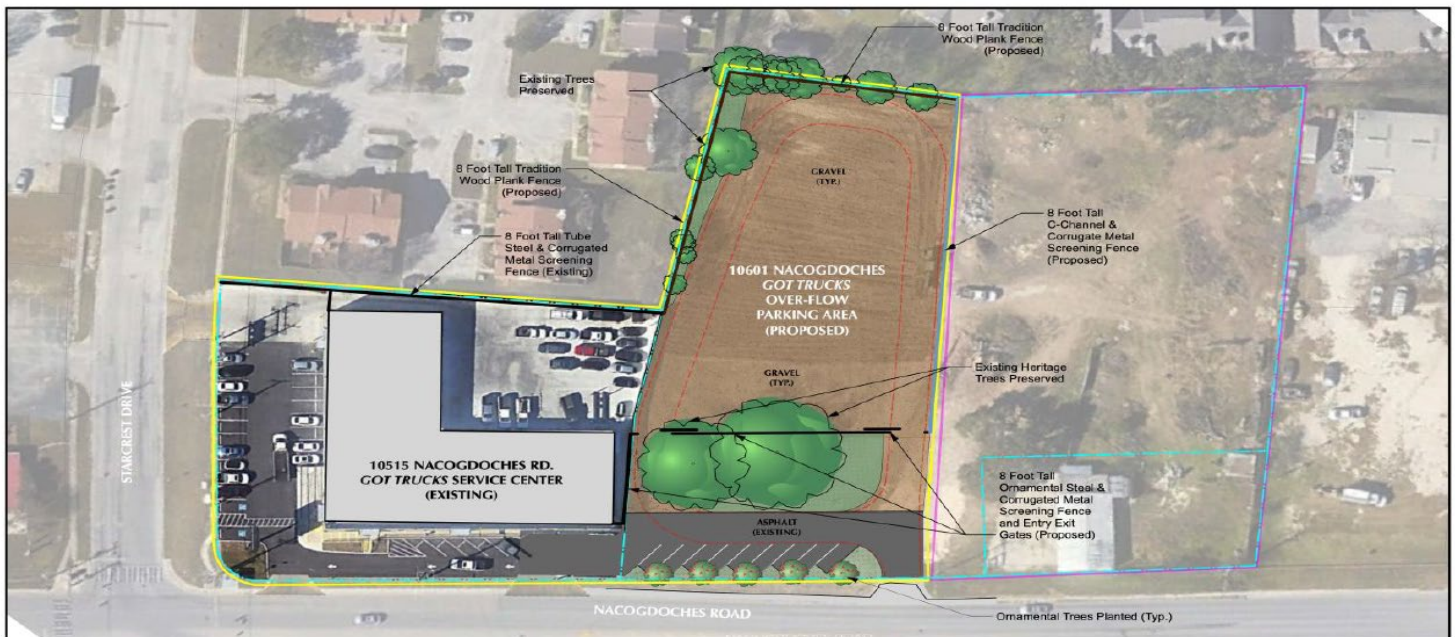 8 Foot Tall Tradition
Wood Plank Fence
(Proposed)
Existing Trees
Preserved
8 Foot Tall Tradition
Wood Plank Fence
(Proposed)
GRAVEL
(TYP.)
8 Foot Tall
C-Channel &
Corrugate Metal
Screening Fence
(Proposed)
8 Foot Tall Tube
Steel & Corrugated
Metal Screening
Fence (Existing)
10601 NACOGDOCHES
GOT TRUCKS
OVER-FLOW
PARKING AREA
(PROPOSED)
GRAVEL
(TYP.)
Existing Heritage
Trees Preserved
STARCREST DRIVE
10515 NACOGDOCHES RD.
GOT TRUCKS SERVICE CENTER
(EXISTING)
8 Foot Tall
Ornamental Steel &
Corrugated Metal
Screening Fence
and Entry Exit
Gates (Proposed)
ASPHALT
(EXISTING)
NACOGDOCHES ROAD
Ornamental Trees Planted (Typ.)